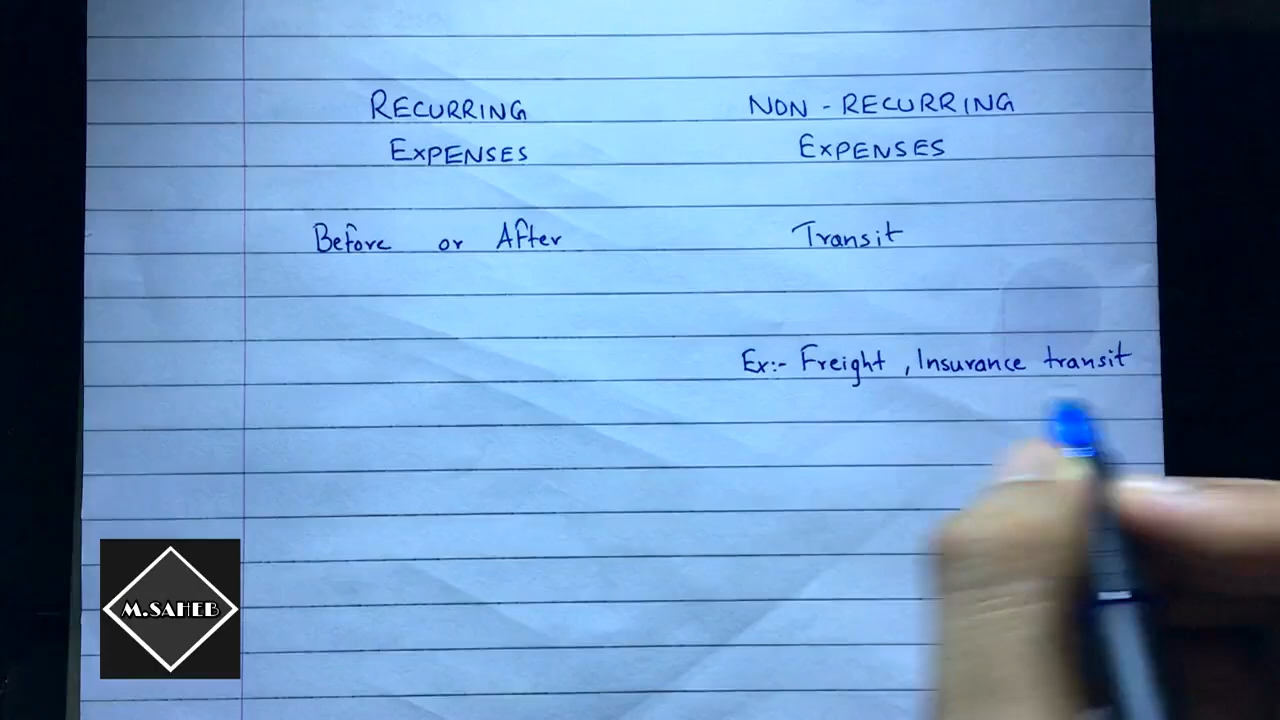 RECURRING
EXPENSES
NON - RECURRING
EXPENSES
Before or After
Transit
Ex:- Freight , Insurance transit
M.SAHEB